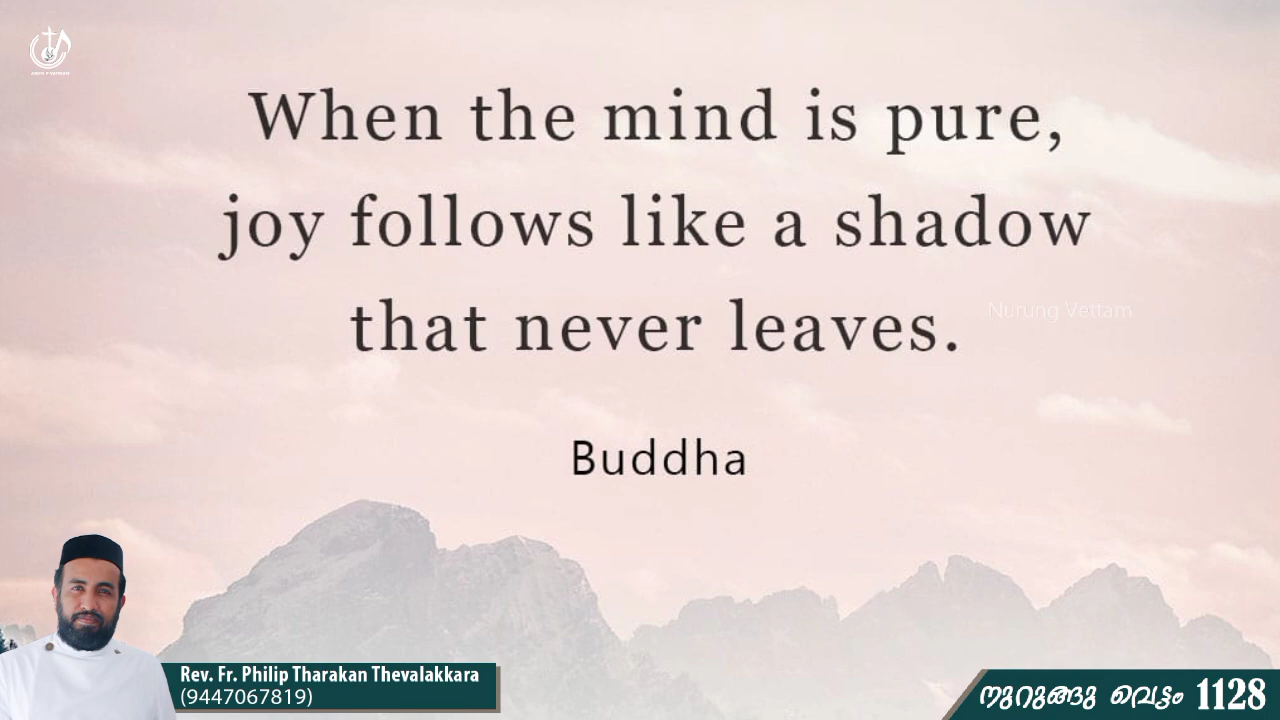 When the mind is pure,
joy follows like a shadow
that never leaves.
Nurung Vettam
Buddha
Rev. Fr. Philip Tharakan Thevalakkara
(9447067819)
നുറുങ്ങു വെട്ടം 1128